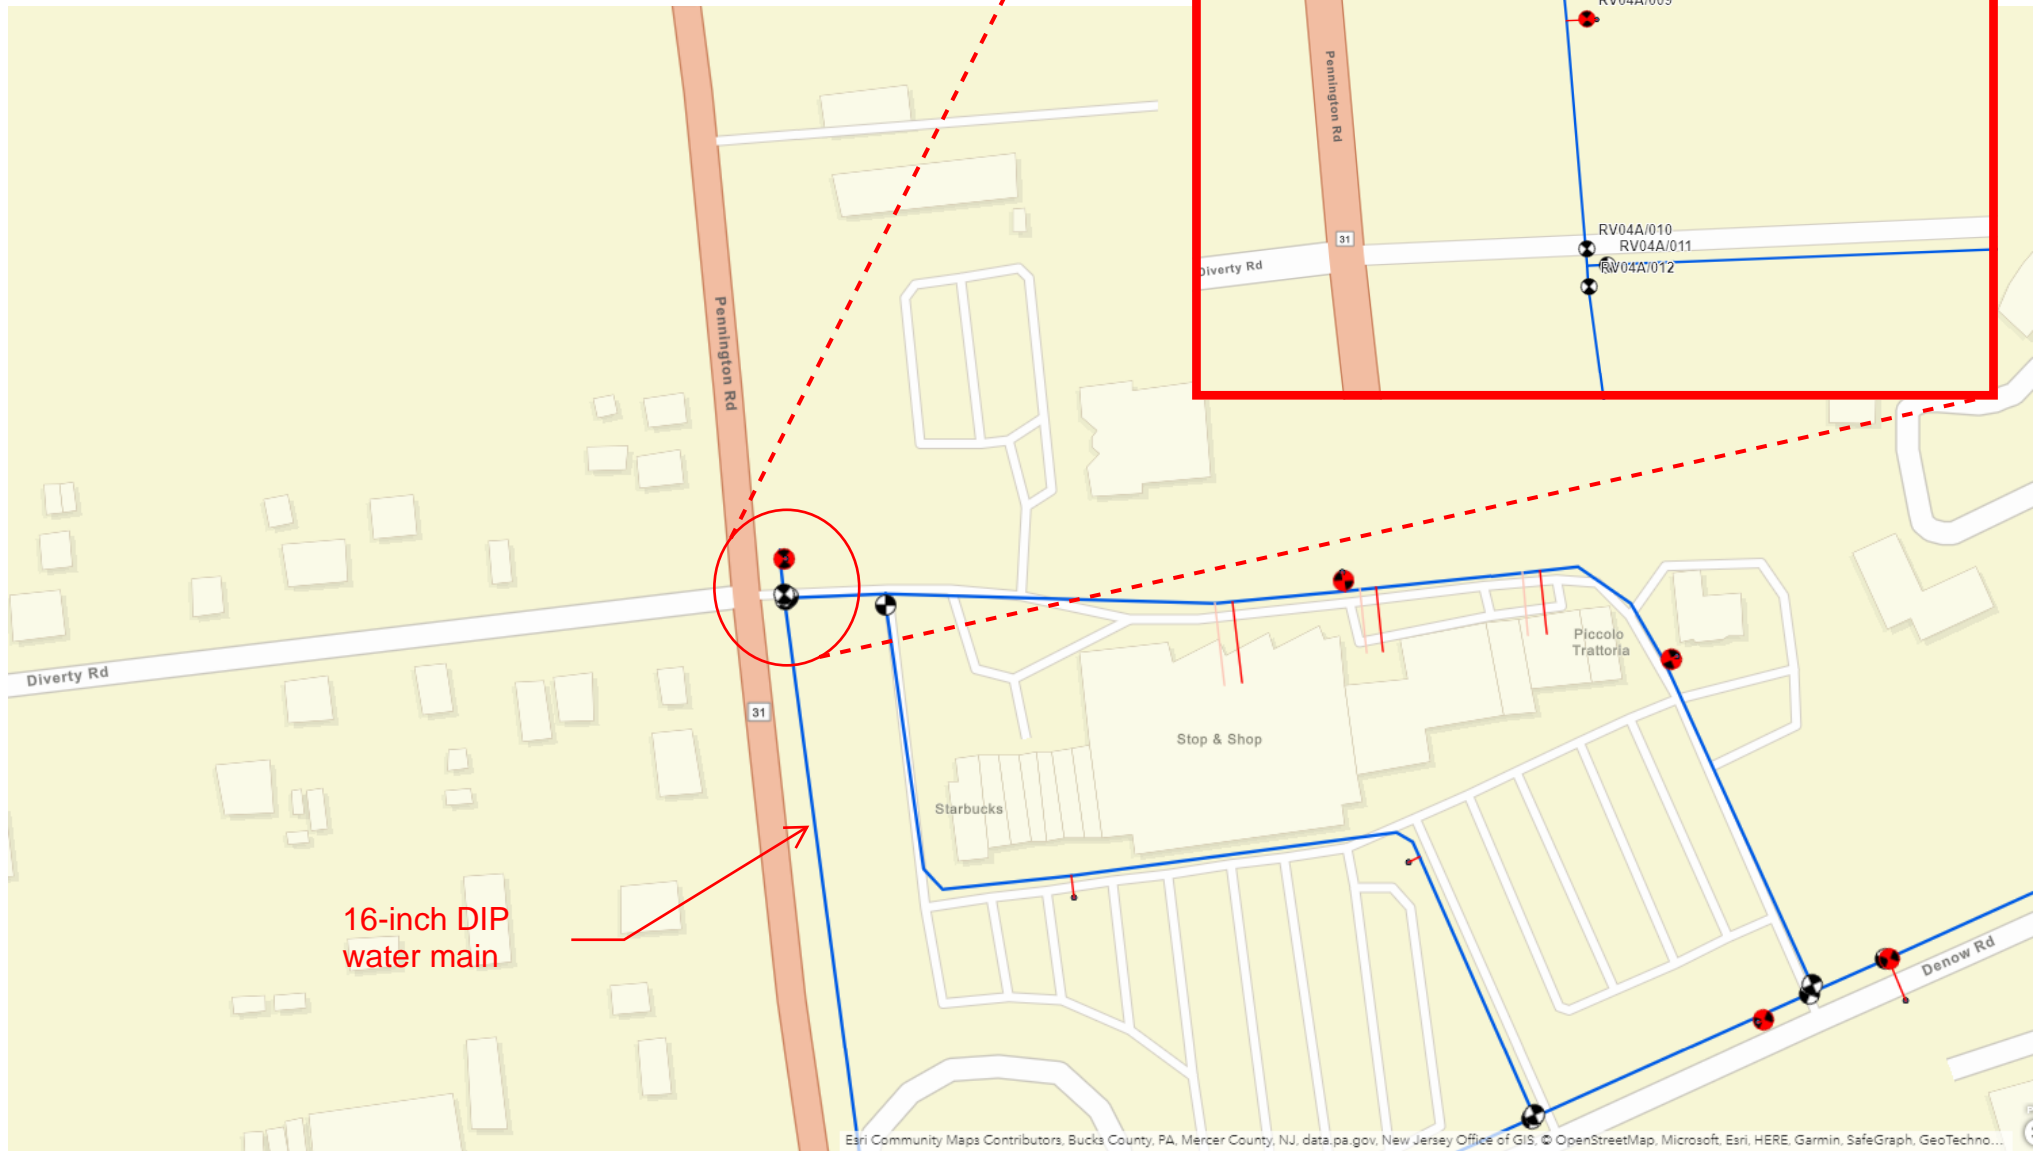 RV04A/009
Pennington Rd
RV04A/010
RV04A/011
RV04A/012
31
Diverty Rd
Pennington Rd
Piccolo
Trattoria
Diverty Rd
31
Stop & Shop
Starbucks
16-inch DIP
water main
Denow Rd
Esri Community Maps Contributors, Bucks County, PA, Mercer County, NJ, data.pa.gov, New Jersey Office of GIS, © OpenStreetMap, Microsoft, Esri, HERE, Garmin, SafeGraph, GeoTechno...